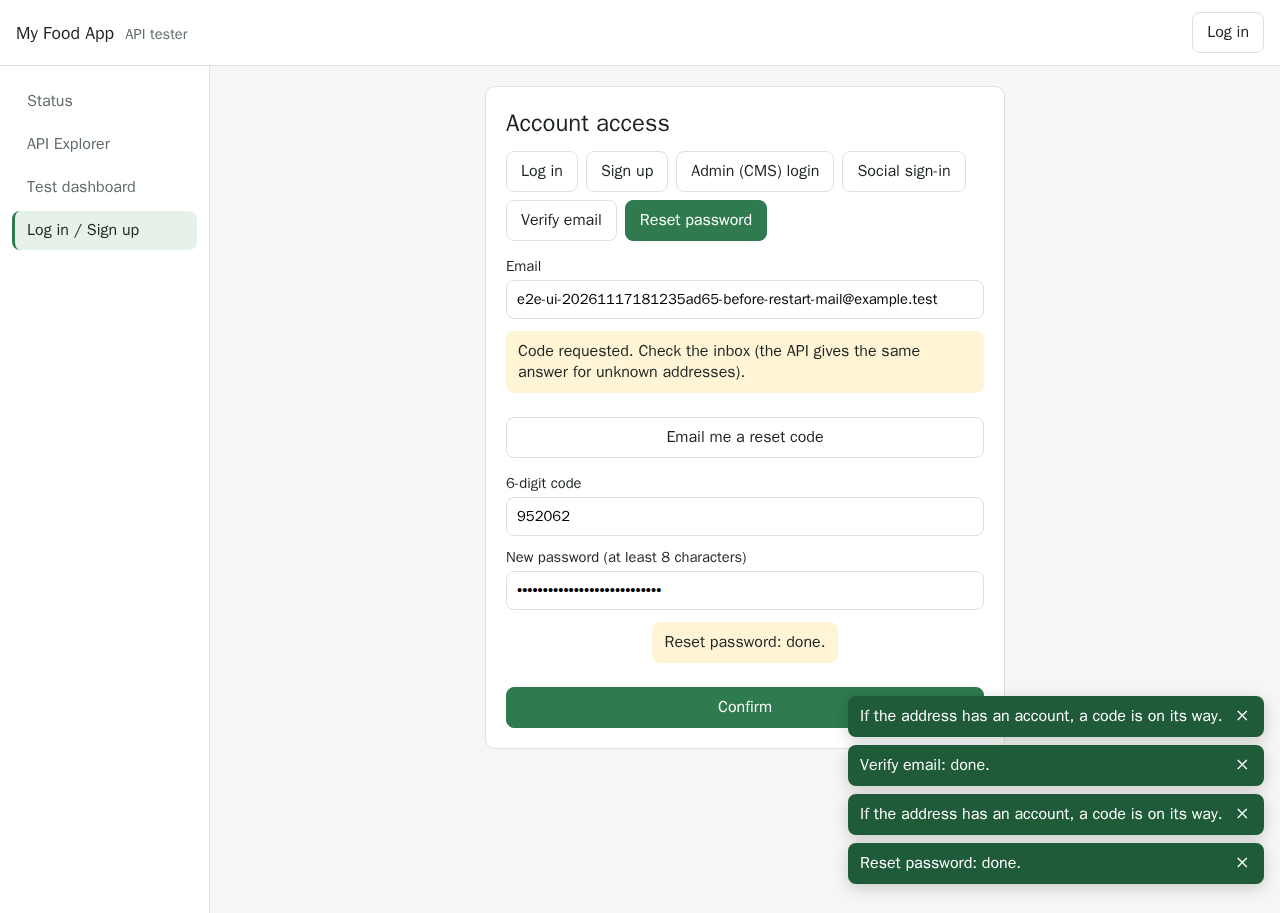 My Food App API tester
Log in
Status
API Explorer
Test dashboard
Log in / Sign up
Account access
Log in
Sign up
Admin (CMS) login
Social sign-in
Verify email
Reset password
Email
e2e-ui-20261117181235ad65-before-restart-mail@example.test
Code requested. Check the inbox (the API gives the same
answer for unknown addresses).
Email me a reset code
6-digit code
952062
New password (at least 8 characters)
••••••••••••••••••••••••••••
Reset password: done.
Confirm
If the address has an account, a code is on its way. ×
Verify email: done. ×
If the address has an account, a code is on its way. ×
Reset password: done. ×